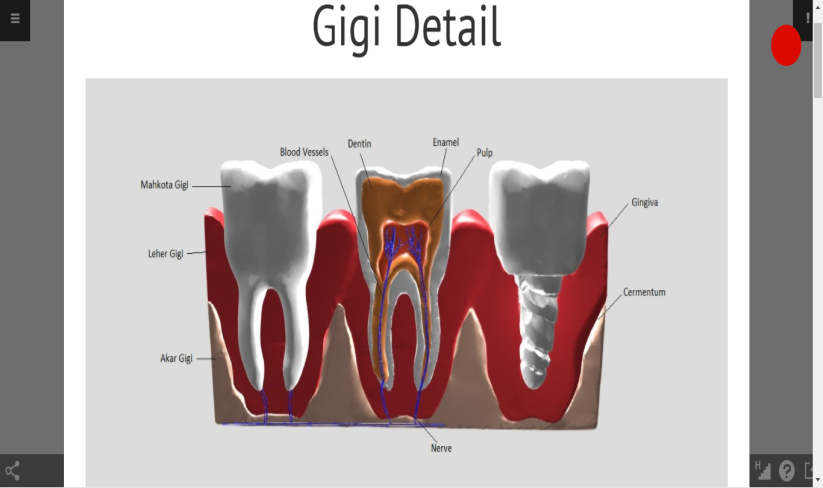 Gigi Detail
Blood Vessels
Dentin
Enamel
Pulp
Mahkota Gigi
Gingiva
Leher Gigi
Cermentum
Akar Gigi
Nerve
H